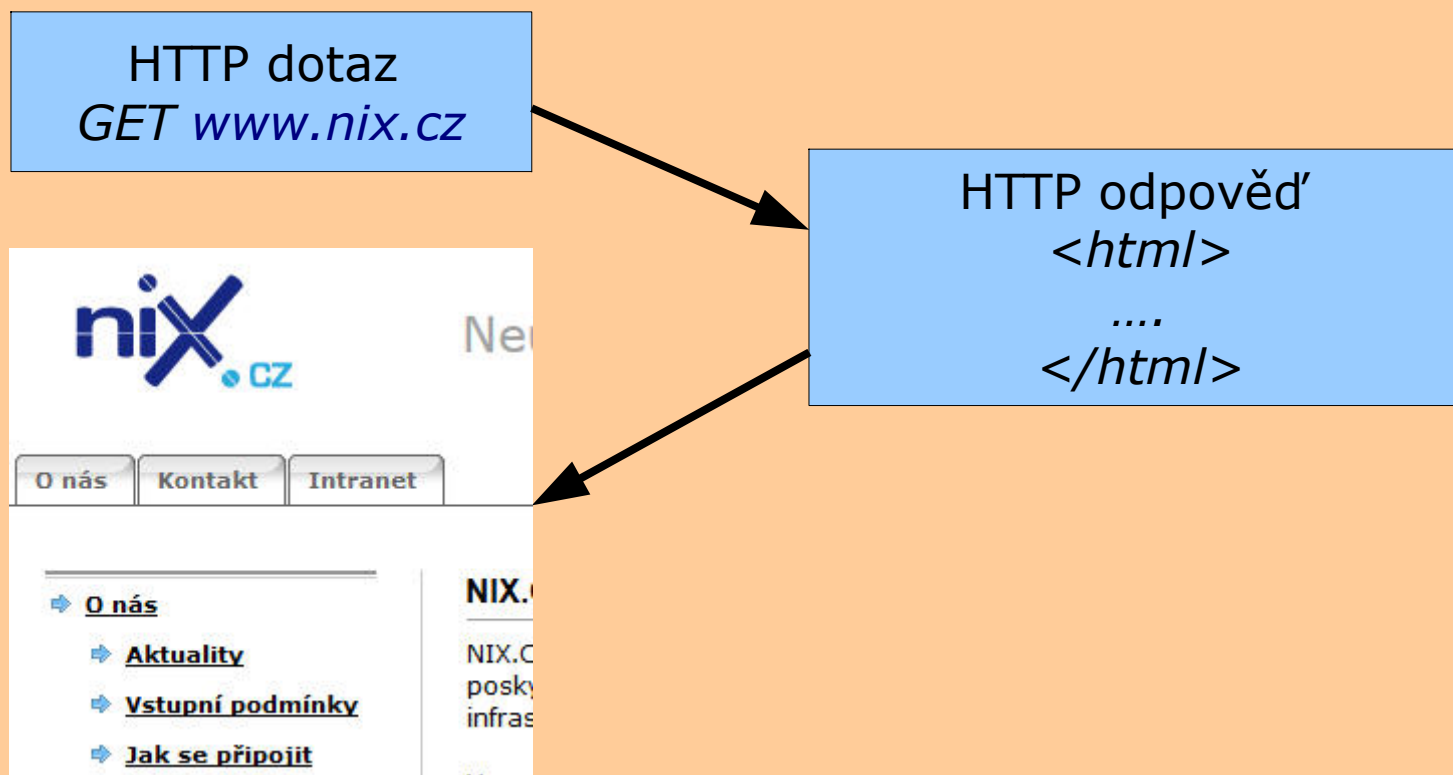 HTTP dotaz
GET www.nix.cz
HTTP odpověď
<html>
….
</html>
nix.cz
O nás
Kontakt
Intranet
O nás
Aktuality
Vstupní podmínky
Jak se připojit
NIX.